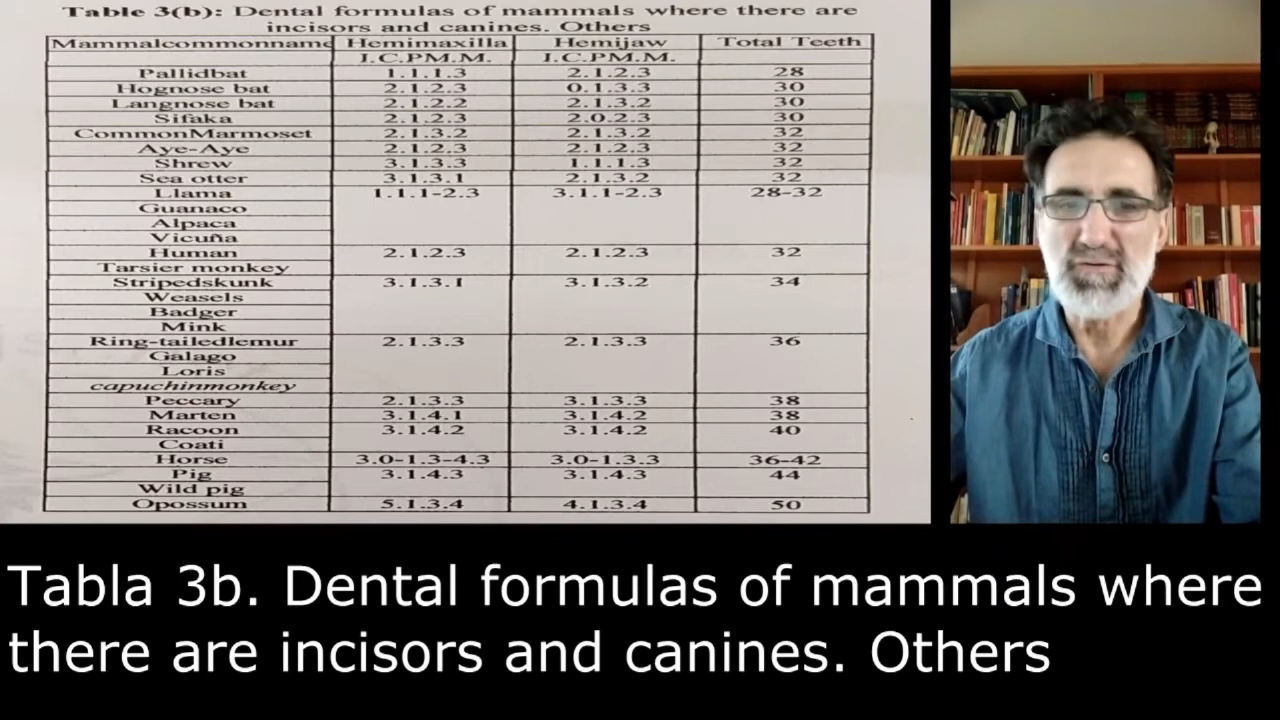 Table 3(b): Dental formulas of mammals where there are
incisors and canines. Others
Mammalcommonname Hemimaxilla Hemijaw Total Teeth
I.C.PM.M. I.C.PM.M.
Pallidbat 1.1.1.3 2.1.2.3 28
Hognose bat 2.1.2.3 0.1.3.3 30
Langnose bat 2.1.2.2 2.1.3.2 30
Sifaka 2.1.2.3 2.0.2.3 30
CommonMarmoset 2.1.3.2 2.1.3.2 32
Aye-Aye 2.1.2.3 2.1.2.3 32
Shrew 3.1.3.3 1.1.1.3 32
Sea otter 3.1.3.1 2.1.3.2 32
Llama 1.1.1-2.3 3.1.1-2.3 28-32
Guanaco
Alpaca
Vicuña
Human 2.1.2.3 2.1.2.3 32
Tarsier monkey
Stripedskunk 3.1.3.1 3.1.3.2 34
Weasels
Badger
Mink
Ring-tailedlemur 2.1.3.3 2.1.3.3 36
Galago
Loris
capuchinmonkey
Peccary 2.1.3.3 3.1.3.3 38
Marten 3.1.4.1 3.1.4.2 38
Racoon 3.1.4.2 3.1.4.2 40
Coati
Horse 3.0-1.3-4.3 3.0-1.3.3 36-42
Pig 3.1.4.3 3.1.4.3 44
Wild pig
Opossum 5.1.3.4 4.1.3.4 50
Tabla 3b. Dental formulas of mammals where
there are incisors and canines. Others